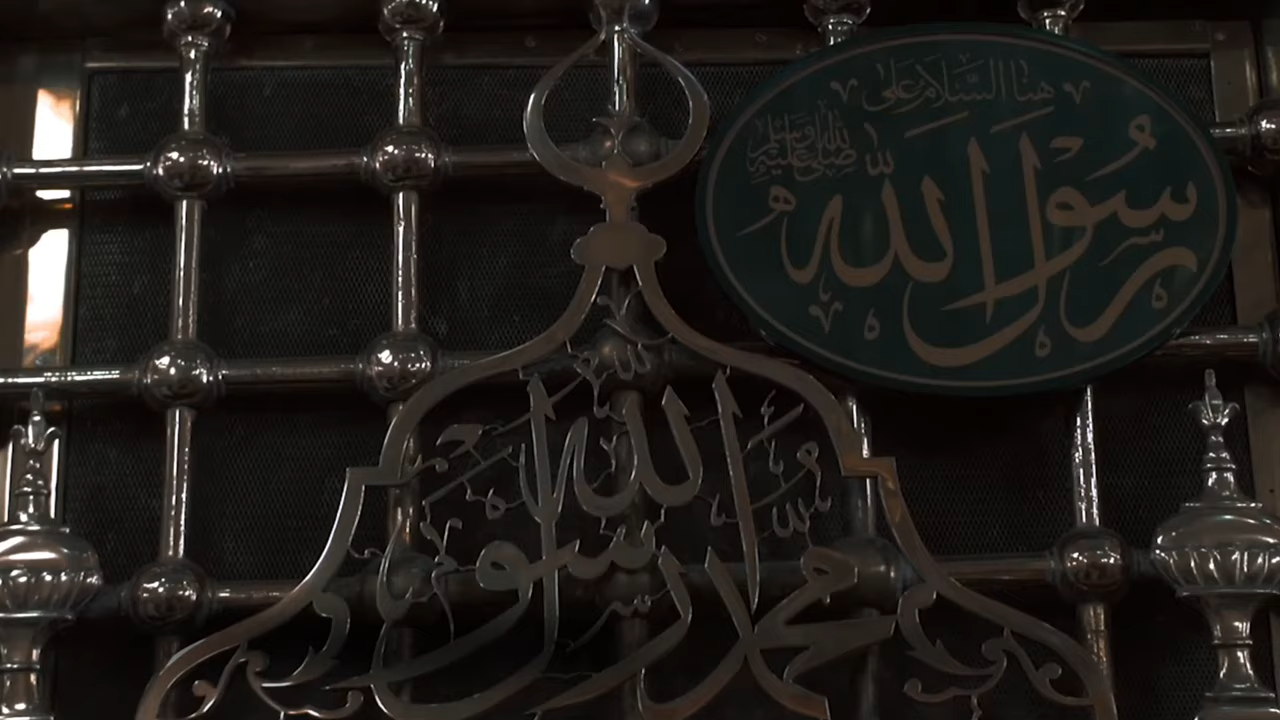 هنا السلام على
رسول الله
صلى الله عليه وسلم
محمد رسول الله